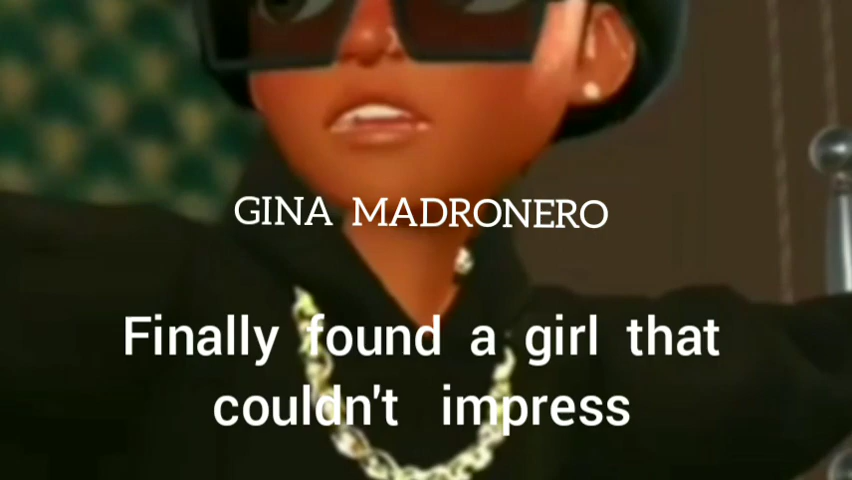 GINA MADRONERO
Finally found a girl that
couldn't impress